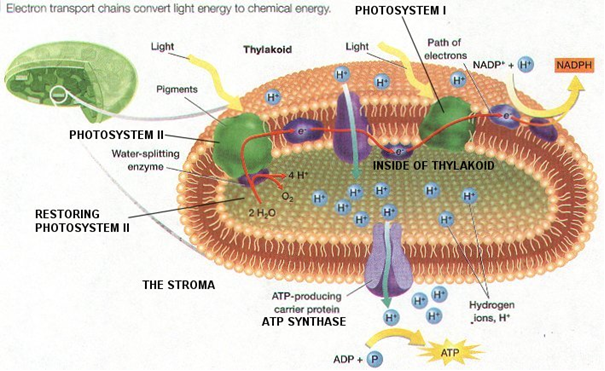 Electron transport chains convert light energy to chemical energy.
PHOTOSYSTEM I
Light
Thylakoid
Light
Path of
electrons
NADP⁺ + H⁺
NADPH
H⁺
H⁺
H⁺
H⁺
Pigments
PHOTOSYSTEM II
e⁻
e⁻
e⁻
Water-splitting
enzyme
INSIDE OF THYLAKOID
4 H⁺
O₂
2 H₂O
H⁺
H⁺
H⁺
H⁺
H⁺
H⁺
H⁺
H⁺
H⁺
RESTORING
PHOTOSYSTEM II
THE STROMA
ATP-producing
carrier protein
ATP SYNTHASE
H⁺
H⁺
H⁺
H⁺
Hydrogen
ions, H⁺
ADP + P
ATP